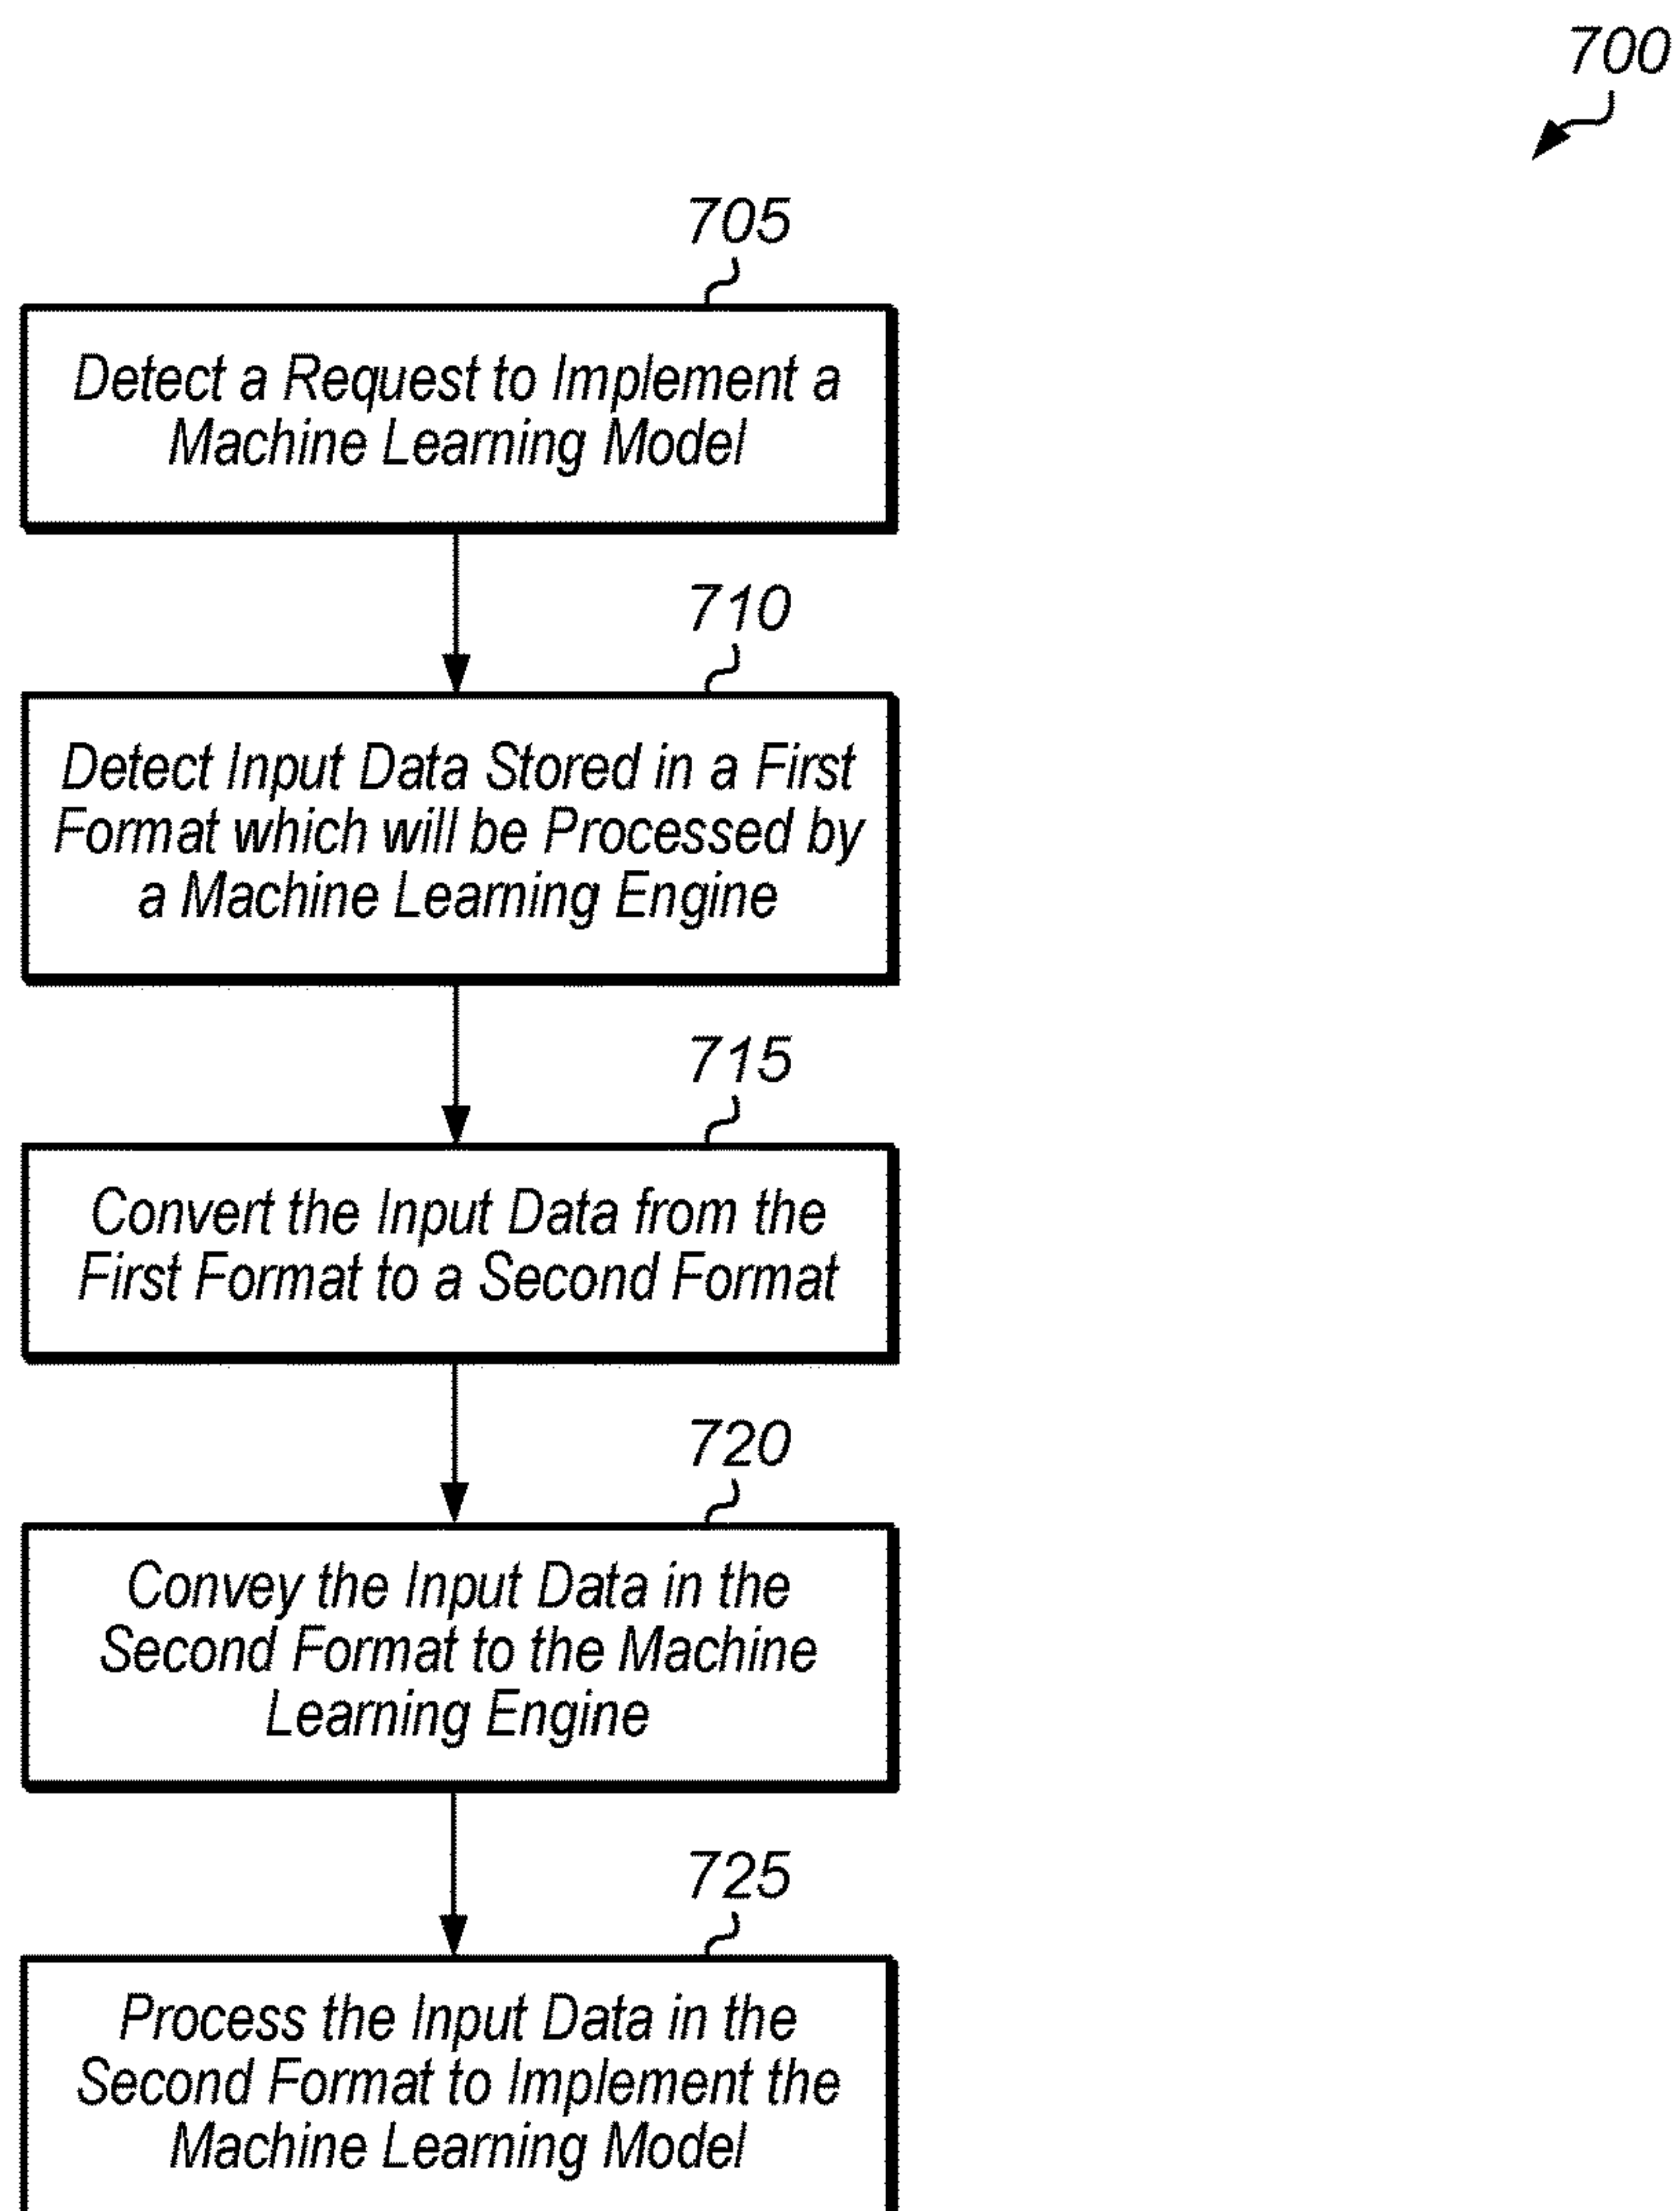 700
705
Detect a Request to Implement a
Machine Learning Model
710
Detect Input Data Stored in a First
Format which will be Processed by
a Machine Learning Engine
715
Convert the Input Data from the
First Format to a Second Format
720
Convey the Input Data in the
Second Format to the Machine
Learning Engine
725
Process the Input Data in the
Second Format to Implement the
Machine Learning Model